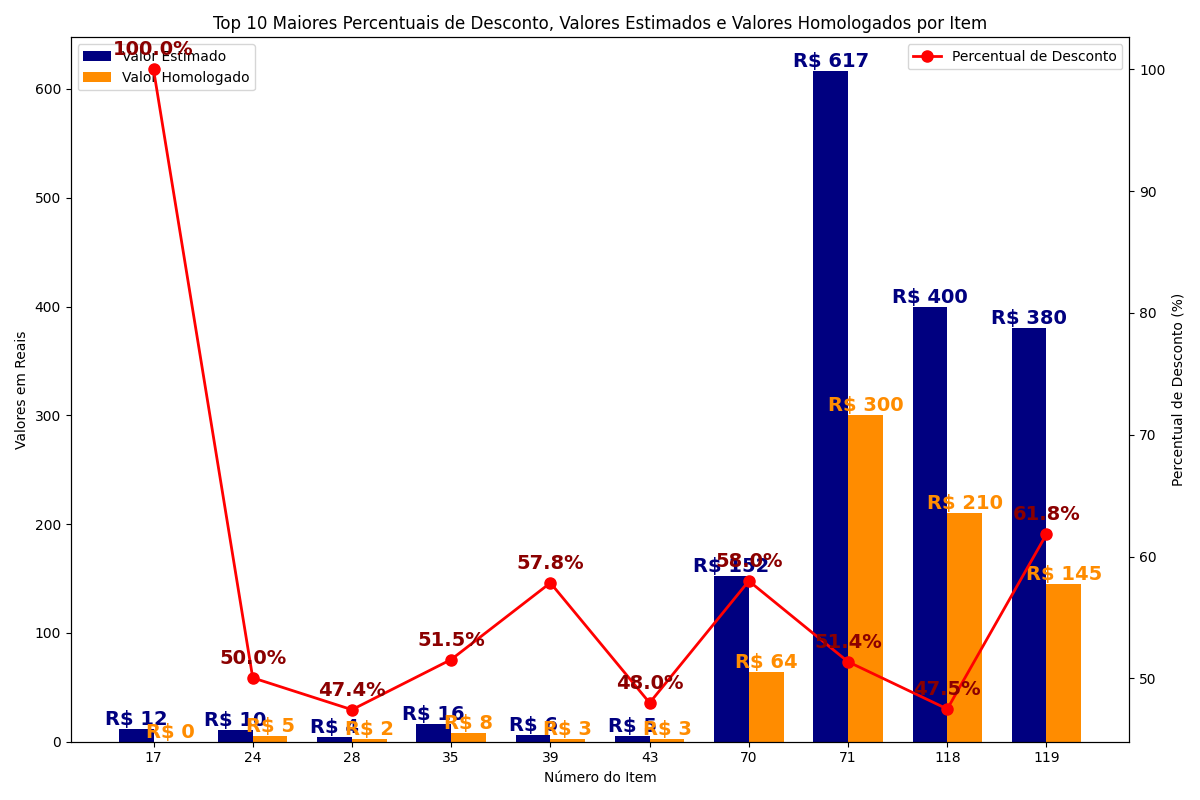 Top 10 Maiores Percentuais de Desconto, Valores Estimados e Valores Homologados por Item
Valor Estimado
Valor Homologado
Percentual de Desconto
Valores em Reais
600
500
400
300
200
100
0
100.0%
50.0%
47.4%
51.5%
57.8%
48.0%
58.0%
51.4%
47.5%
61.8%
R$ 12
R$ 0
R$ 10
R$ 5
R$ 4
R$ 2
R$ 16
R$ 8
R$ 6
R$ 3
R$ 5
R$ 3
R$ 152
R$ 64
R$ 617
R$ 300
R$ 400
R$ 210
R$ 380
R$ 145
100
90
80
70
60
50
Percentual de Desconto (%)
17
24
28
35
39
43
70
71
118
119
Número do Item